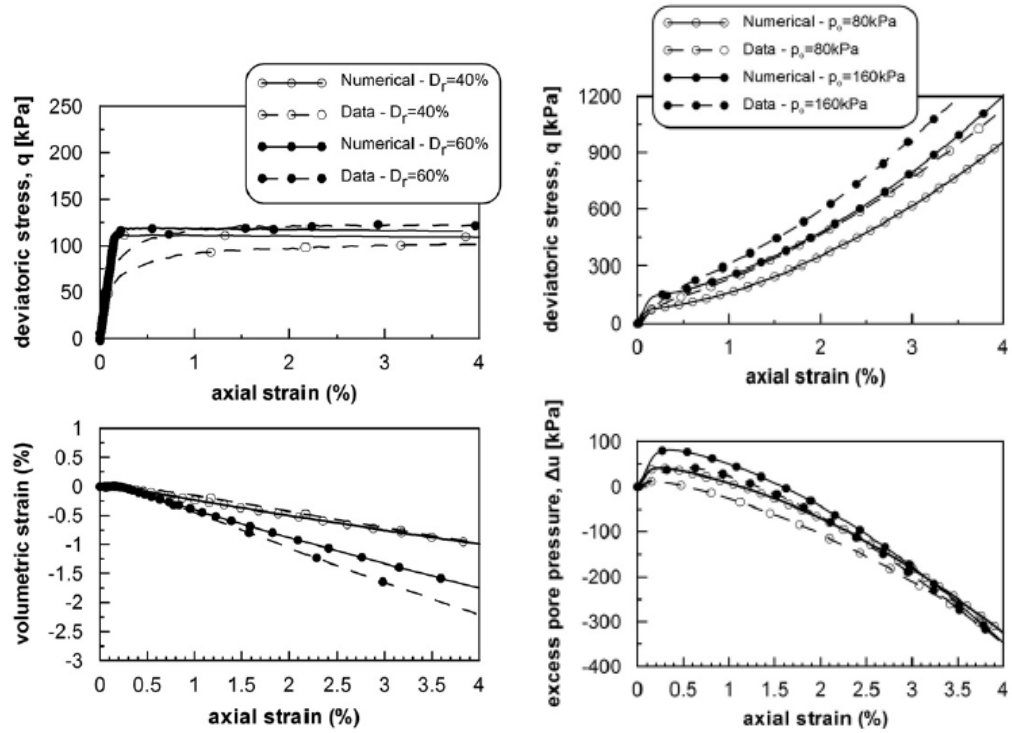 Numerical - Dr=40%
Data - Dr=40%
Numerical - Dr=60%
Data - Dr=60%
deviatoric stress, q [kPa]
250
200
150
100
50
0
0 1 2 3 4
axial strain (%)
Numerical - po=80kPa
Data - po=80kPa
Numerical - po=160kPa
Data - po=160kPa
deviatoric stress, q [kPa]
1200
900
600
300
0
0 1 2 3 4
axial strain (%)
volumetric strain (%)
1
0.5
0
-0.5
-1
-1.5
-2
-2.5
-3
0 0.5 1 1.5 2 2.5 3 3.5 4
axial strain (%)
excess pore pressure, Δu [kPa]
100
0
-100
-200
-300
-400
0 0.5 1 1.5 2 2.5 3 3.5 4
axial strain (%)